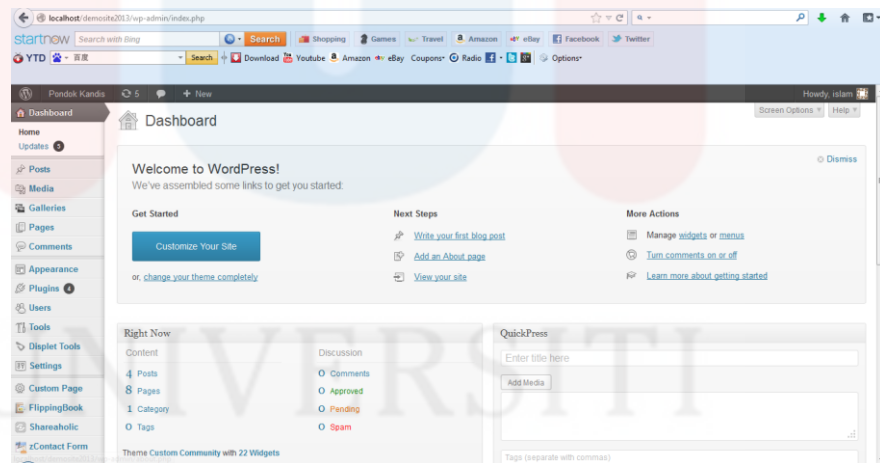 localhost/demosite2013/wp-admin/index.php
startnow Search with Bing Search Shopping Games Travel Amazon eBay Facebook Twitter
YTD 百度 Search Download Youtube Amazon eBay Coupons Radio Options
Pondok Kandis 5 + New Howdy, islam
Dashboard
Home
Updates 5
Posts
Media
Galleries
Pages
Comments
Appearance
Plugins 4
Users
Tools
Displet Tools
Settings
Custom Page
FlippingBook
Shareaholic
zContact Form
Screen Options Help
Dashboard
Dismiss
Welcome to WordPress!
We've assembled some links to get you started:
Get Started
Customize Your Site
or, change your theme completely
Next Steps
Write your first blog post
Add an About page
View your site
More Actions
Manage widgets or menus
Turn comments on or off
Learn more about getting started
Right Now
Content
4 Posts
8 Pages
1 Category
0 Tags
Discussion
0 Comments
0 Approved
0 Pending
0 Spam
Theme Custom Community with 22 Widgets
QuickPress
Enter title here
Add Media
Tags (separate with commas)
UNIVERSITI